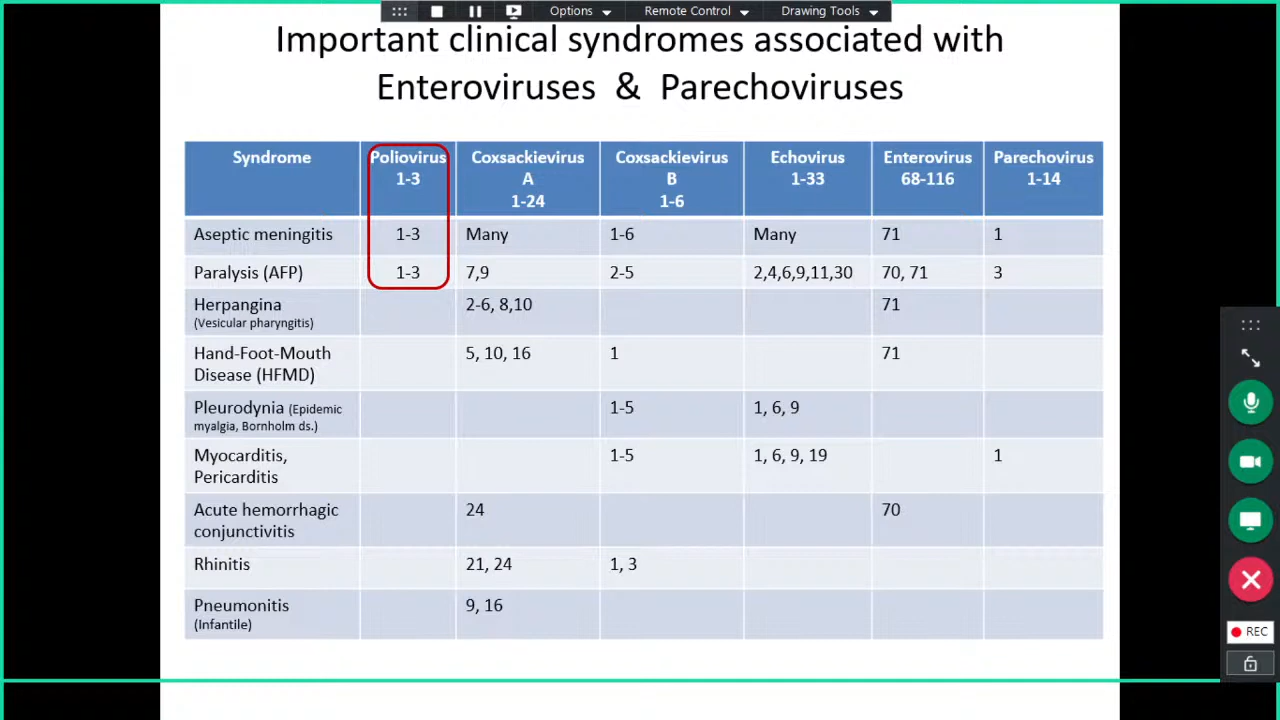 Options
Remote Control
Drawing Tools
Important clinical syndromes associated with
Enteroviruses & Parechoviruses
Syndrome Poliovirus Coxsackievirus Coxsackievirus Echovirus Enterovirus Parechovirus
1-3 A B 1-33 68-116 1-14
1-24 1-6
Aseptic meningitis 1-3 Many 1-6 Many 71 1
Paralysis (AFP) 1-3 7,9 2-5 2,4,6,9,11,30 70, 71 3
Herpangina 2-6, 8,10 71
(Vesicular pharyngitis)
Hand-Foot-Mouth 5, 10, 16 1 71
Disease (HFMD)
Pleurodynia (Epidemic 1-5 1, 6, 9
myalgia, Bornholm ds.)
Myocarditis, 1-5 1, 6, 9, 19 1
Pericarditis
Acute hemorrhagic 24 70
conjunctivitis
Rhinitis 21, 24 1, 3
Pneumonitis 9, 16
(Infantile)
REC